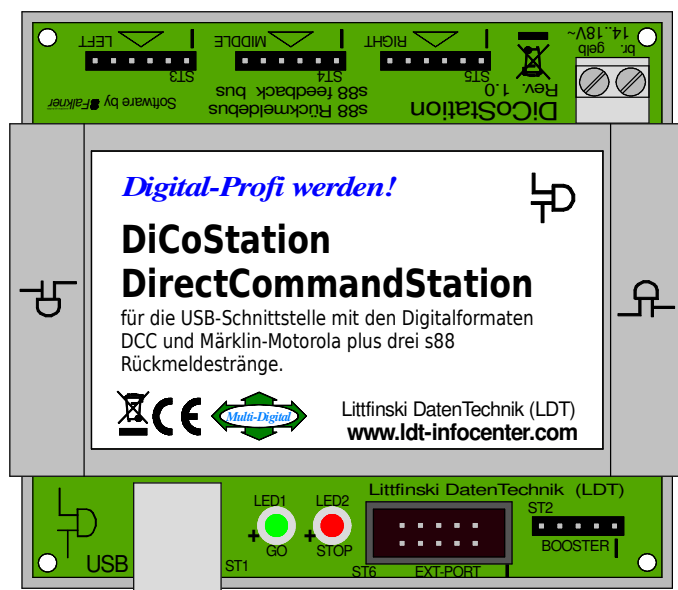 LEFT
MIDDLE
RIGHT
14..18V~
br. gelb
ST3
ST4
ST5
s88 feedback bus
s88 Rückmeldebus
Rev. 1.0
DiCoStation
Software by Falkner
Digital-Profi werden!
DiCoStation
DirectCommandStation
für die USB-Schnittstelle mit den Digitalformaten
DCC und Märklin-Motorola plus drei s88
Rückmeldestränge.
CE
Multi-Digital
Littfinski DatenTechnik (LDT)
www.ldt-infocenter.com
Littfinski DatenTechnik (LDT)
LED1
LED2
ST2
+
+
GO
STOP
BOOSTER
USB
ST1
ST6
EXT-PORT